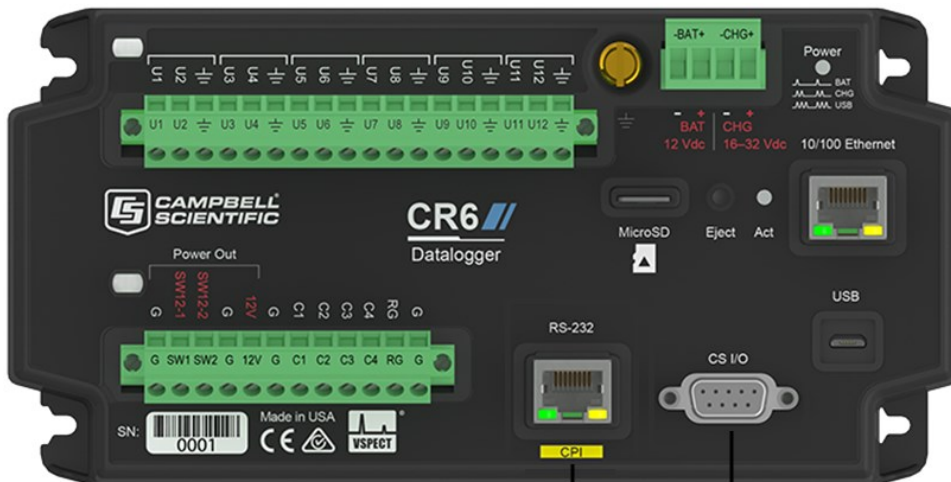 U1 U2 U3 U4 U5 U6 U7 U8 U9 U10 U11 U12
U1 U2 U3 U4 U5 U6 U7 U8 U9 U10 U11 U12
-BAT+ -CHG+
Power
BAT
CHG
USB
- + - +
BAT CHG
12 Vdc 16–32 Vdc
10/100 Ethernet
CS CAMPBELL®
SCIENTIFIC
CR6
Datalogger
MicroSD Eject Act
Power Out
G SW12-1 SW12-2 G 12V G C1 C2 C3 C4 RG G
G SW1 SW2 G 12V G C1 C2 C3 C4 RG G
USB
RS-232
CS I/O
SN: 0001
Made in USA
CE
VSPECT®
CPI